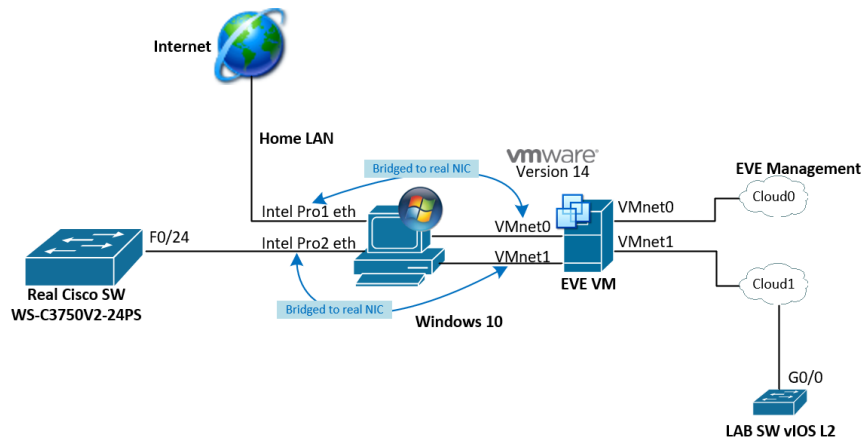 Internet
Home LAN
Bridged to real NIC
vmware
Version 14
EVE Management
Cloud0
Intel Pro1 eth
VMnet0
VMnet0
F0/24
Intel Pro2 eth
VMnet1
VMnet1
Real Cisco SW
WS-C3750V2-24PS
EVE VM
Cloud1
Bridged to real NIC
Windows 10
G0/0
LAB SW vIOS L2